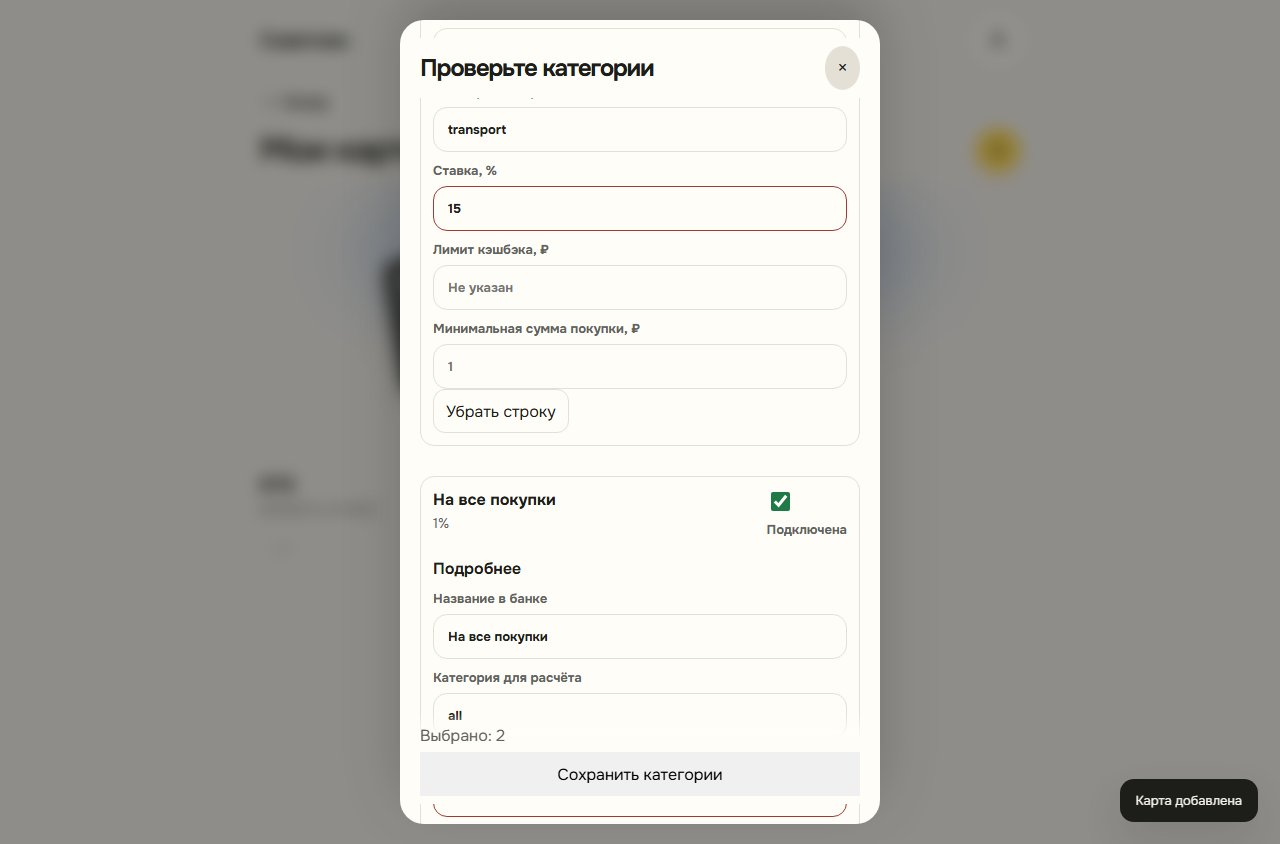 Проверьте категории
×
transport
Ставка, %
15
Лимит кэшбэка, ₽
Не указан
Минимальная сумма покупки, ₽
1
Убрать строку
На все покупки
1%
Подключена
Подробнее
Название в банке
На все покупки
Категория для расчёта
all
Выбрано: 2
Сохранить категории
Карта добавлена